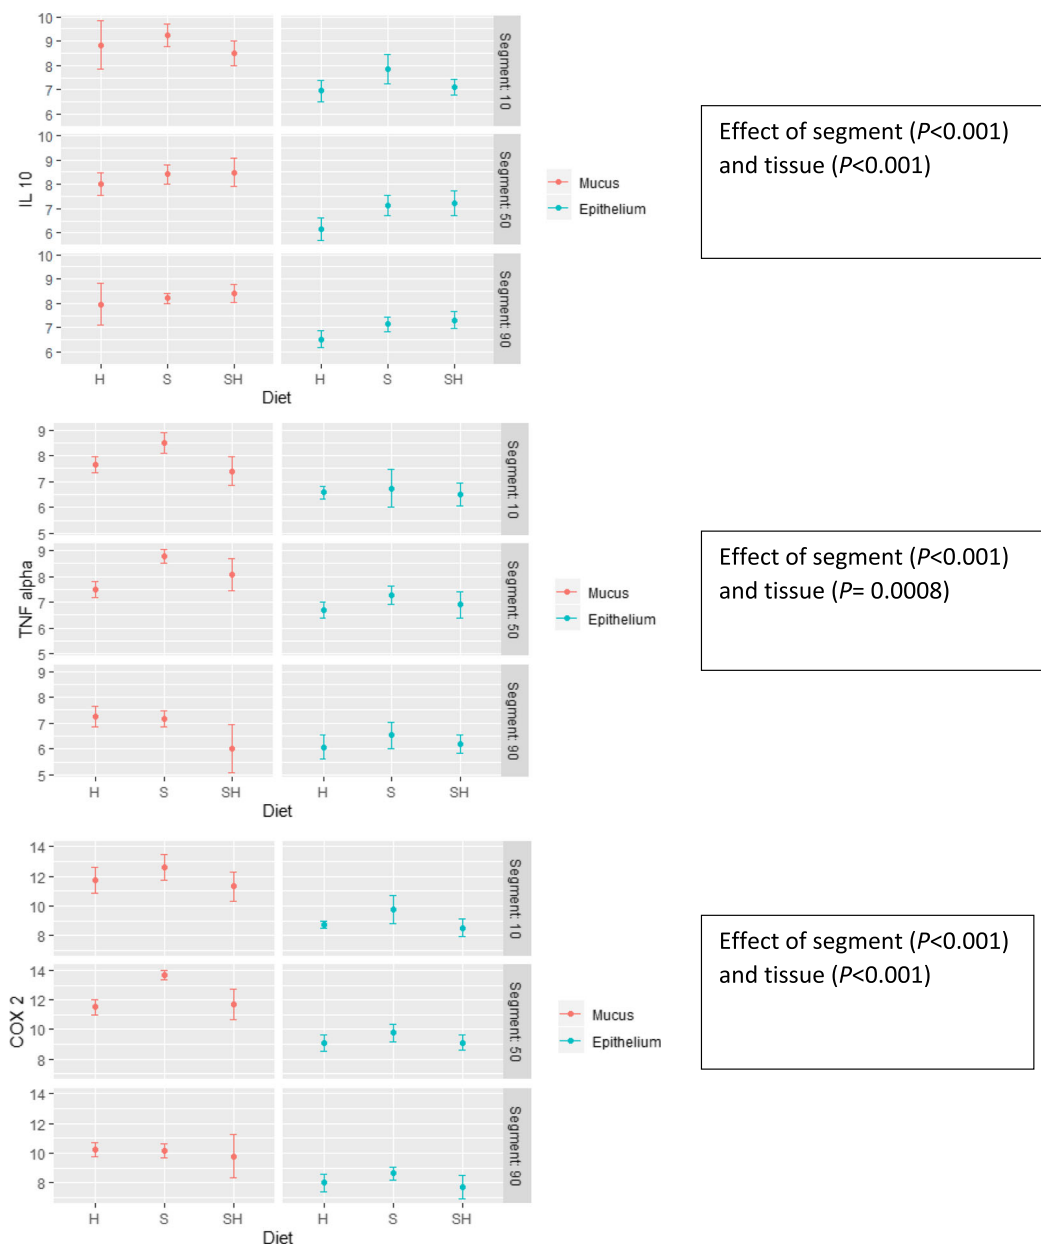 10
9
8
7
6
Segment: 10
10
9
8
7
6
Segment: 50
10
9
8
7
6
Segment: 90
IL 10
H S SH H S SH
Diet
Mucus
Epithelium
Effect of segment (P<0.001)
and tissue (P<0.001)
9
8
7
6
5
Segment: 10
9
8
7
6
5
Segment: 50
9
8
7
6
5
Segment: 90
TNF alpha
H S SH H S SH
Diet
Mucus
Epithelium
Effect of segment (P<0.001)
and tissue (P= 0.0008)
14
12
10
8
Segment: 10
14
12
10
8
Segment: 50
14
12
10
8
Segment: 90
COX 2
H S SH H S SH
Diet
Mucus
Epithelium
Effect of segment (P<0.001)
and tissue (P<0.001)